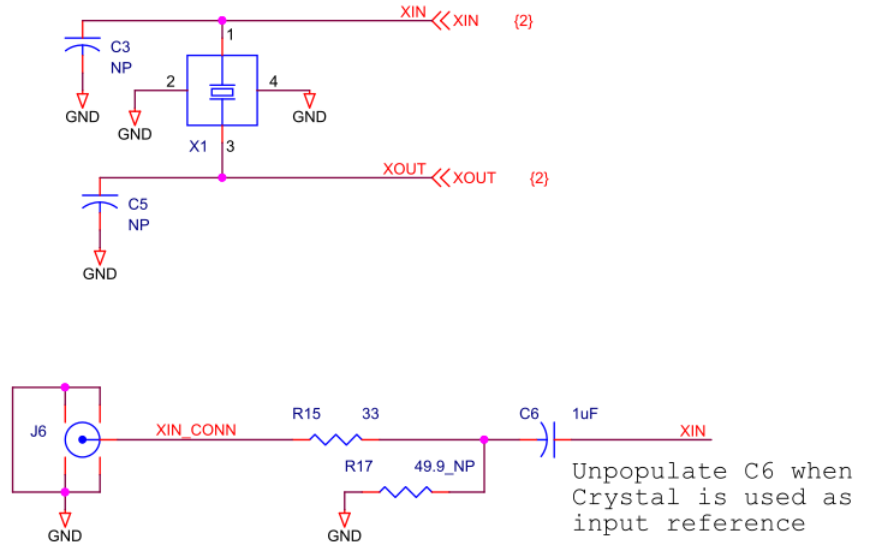 XIN
XIN
{2}
C3
NP
1
2
4
GND
GND
GND
X1
3
XOUT
XOUT
{2}
C5
NP
GND
J6
XIN_CONN
R15
33
C6
1uF
XIN
R17
49.9_NP
GND
GND
Unpopulate C6 when
Crystal is used as
input reference